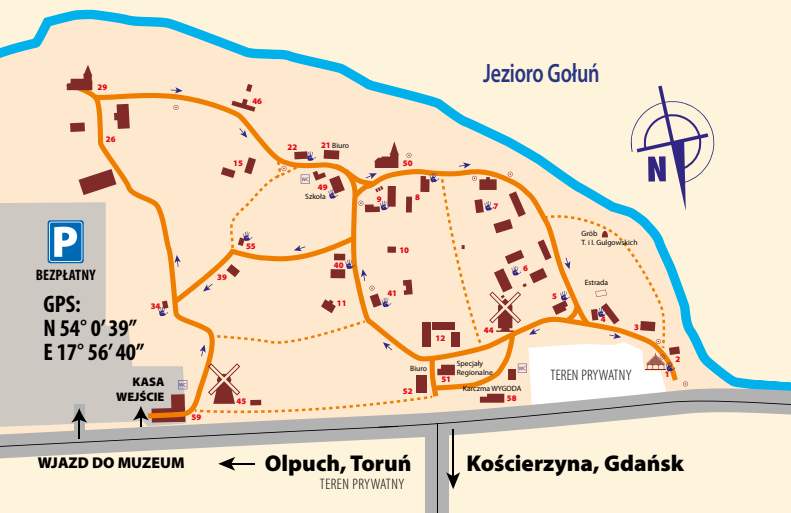 Jezioro Gołuń
29
46
26
15
22
21 Biuro
50
WC
49
Szkoła
9
8
7
Grób
T. i I. Gulgowskich
P
BEZPŁATNY
55
10
40
39
6
Estrada
GPS:
N 54° 0’ 39”
E 17° 56’ 40”
34
11
41
5
4
3
44
12
2
1
KASA
WEJŚCIE
WC
45
59
Biuro
52
51
Specjały
Regionalne
WC
Karczma WYGODA
58
TEREN PRYWATNY
N
WJAZD DO MUZEUM
Olpuch, Toruń
TEREN PRYWATNY
Kościerzyna, Gdańsk